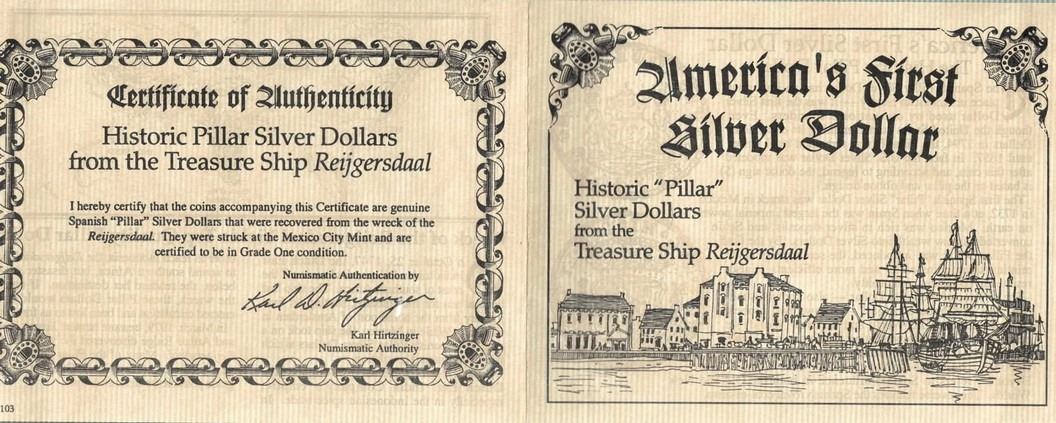 Certificate of Authenticity
Historic Pillar Silver Dollars
from the Treasure Ship Reijgersdaal
I hereby certify that the coins accompanying this Certificate are genuine
Spanish "Pillar" Silver Dollars that were recovered from the wreck of the
Reijgersdaal. They were struck at the Mexico City Mint and are
certified to be in Grade One condition.
Numismatic Authentication by
Karl D. Hirtzinger
Karl Hirtzinger
Numismatic Authority
103
America's First
Silver Dollar
Historic "Pillar"
Silver Dollars
from the
Treasure Ship Reijgersdaal